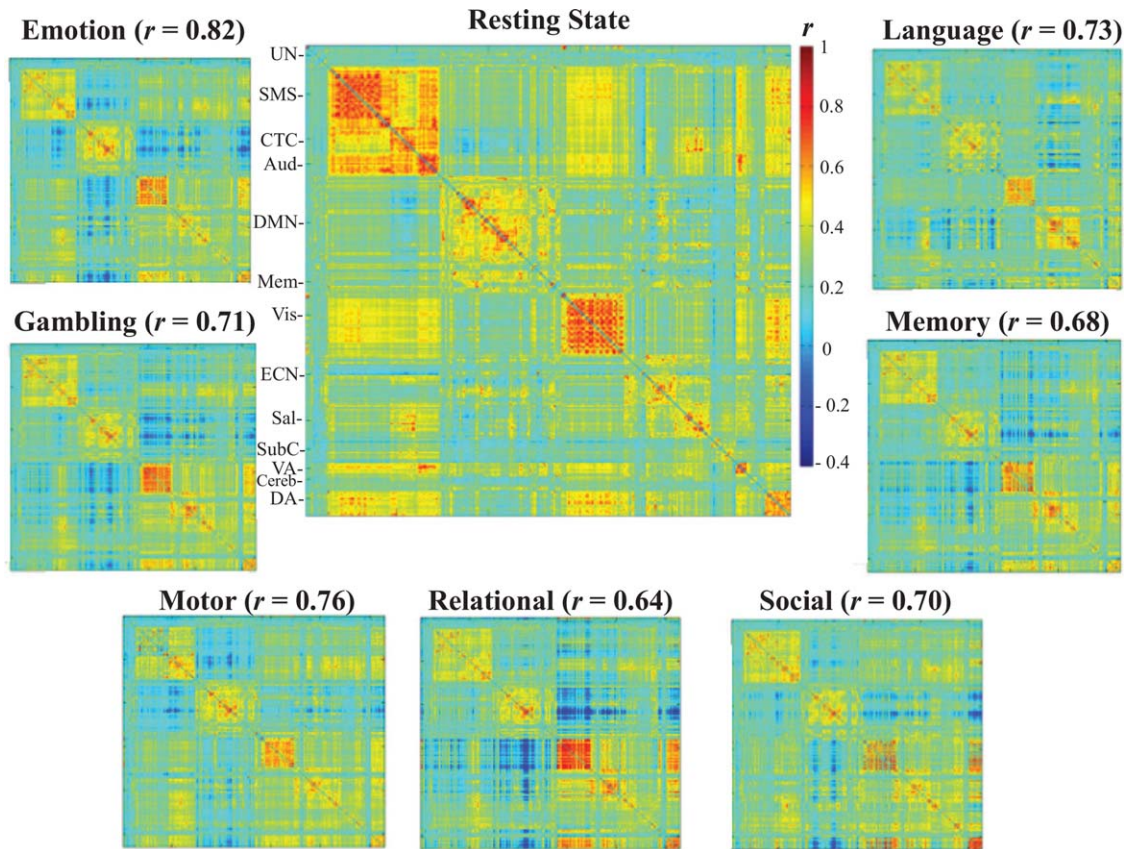 Resting State
Emotion (r = 0.82)
Language (r = 0.73)
r
UN-
SMS-
CTC-
Aud-
DMN-
Mem-
Vis-
ECN-
Sal-
SubC-
VA-
Cereb-
DA-
1
0.8
0.6
0.4
0.2
0
- 0.2
- 0.4
Gambling (r = 0.71)
Memory (r = 0.68)
Motor (r = 0.76)
Relational (r = 0.64)
Social (r = 0.70)